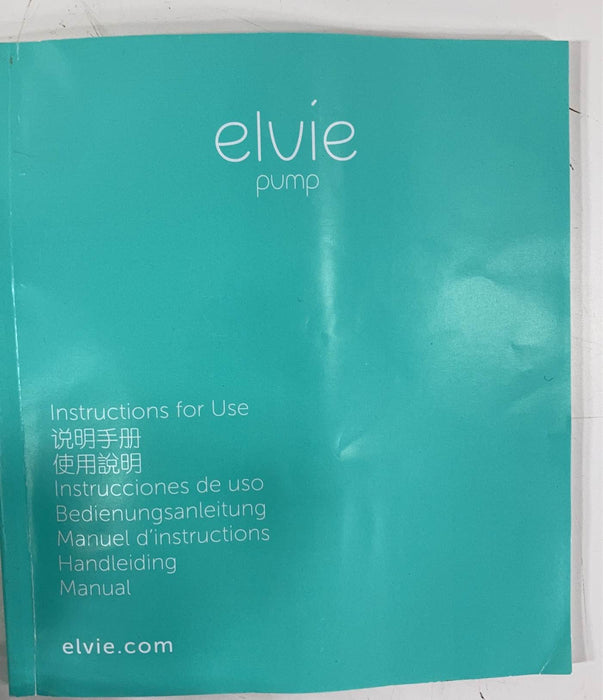 elvie
pump
Instructions for Use
说明手册
使用說明
Instrucciones de uso
Bedienungsanleitung
Manuel d'instructions
Handleiding
Manual
elvie.com